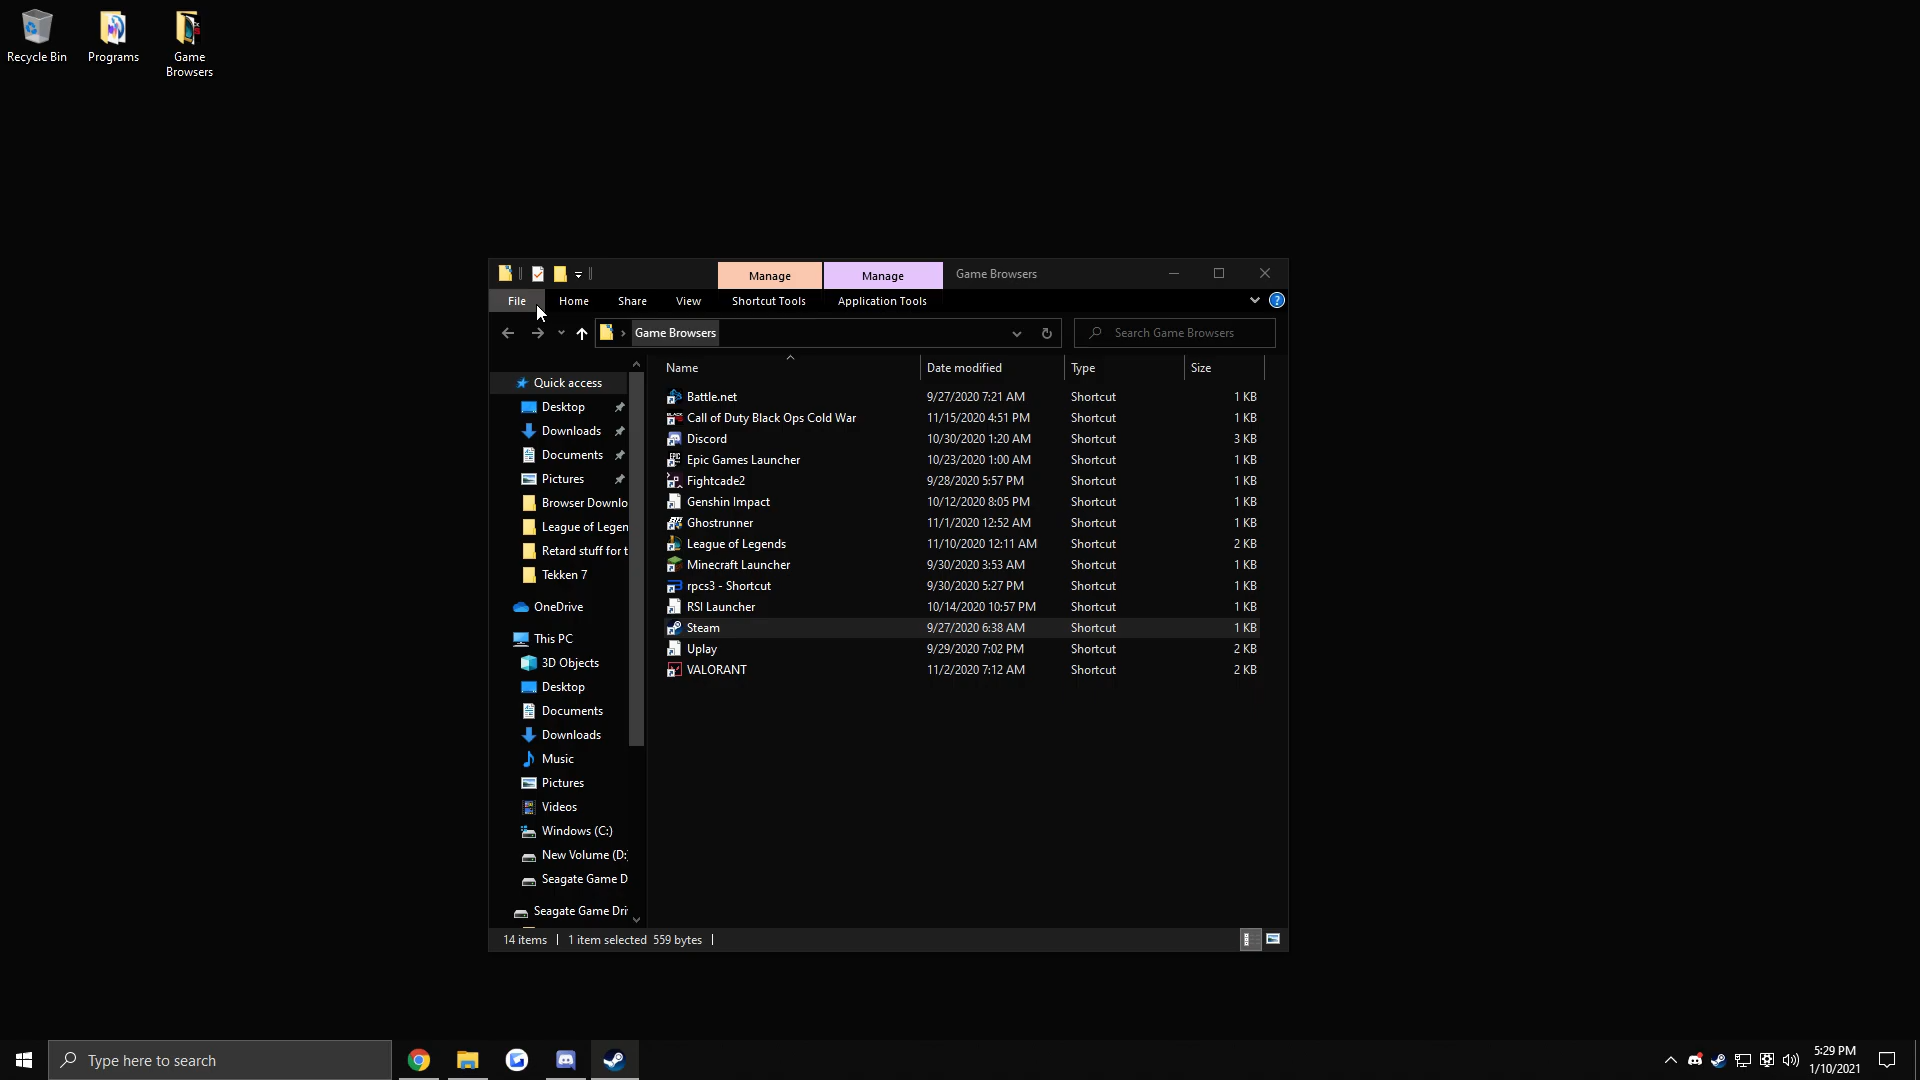 Recycle Bin
Programs
Game
Browsers
Manage
Manage
Game Browsers
File
Home
Share
View
Shortcut Tools
Application Tools
?
Game Browsers
Search Game Browsers
Quick access
Desktop
Downloads
Documents
Pictures
Browser Downlo
League of Legen
Retard stuff for t
Tekken 7
OneDrive
This PC
3D Objects
Desktop
Documents
Downloads
Music
Pictures
Videos
Windows (C:)
New Volume (D:)
Seagate Game D
Seagate Game Dri
Name Date modified Type Size
Battle.net 9/27/2020 7:21 AM Shortcut 1 KB
Call of Duty Black Ops Cold War 11/15/2020 4:51 PM Shortcut 1 KB
Discord 10/30/2020 1:20 AM Shortcut 3 KB
Epic Games Launcher 10/23/2020 1:00 AM Shortcut 1 KB
Fightcade2 9/28/2020 5:57 PM Shortcut 1 KB
Genshin Impact 10/12/2020 8:05 PM Shortcut 1 KB
Ghostrunner 11/1/2020 12:52 AM Shortcut 1 KB
League of Legends 11/10/2020 12:11 AM Shortcut 2 KB
Minecraft Launcher 9/30/2020 3:53 AM Shortcut 1 KB
rpcs3 - Shortcut 9/30/2020 5:27 PM Shortcut 1 KB
RSI Launcher 10/14/2020 10:57 PM Shortcut 1 KB
Steam 9/27/2020 6:38 AM Shortcut 1 KB
Uplay 9/29/2020 7:02 PM Shortcut 2 KB
VALORANT 11/2/2020 7:12 AM Shortcut 2 KB
14 items
1 item selected 559 bytes
Type here to search
5:29 PM
1/10/2021